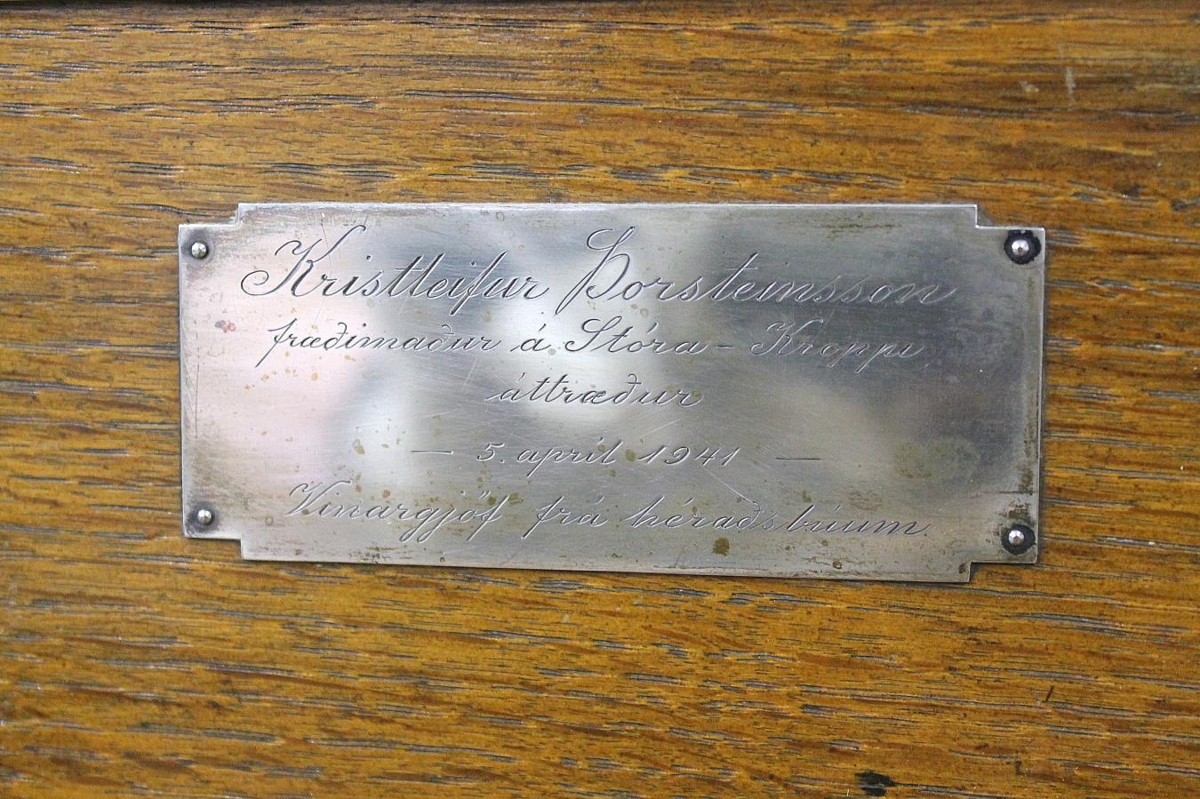 Kristleifur Þorsteinsson
fræðimaður á Stóra-Kroppi
áttræður
— 5. apríl 1941 —
Vinargjöf frá héraðsbúum.